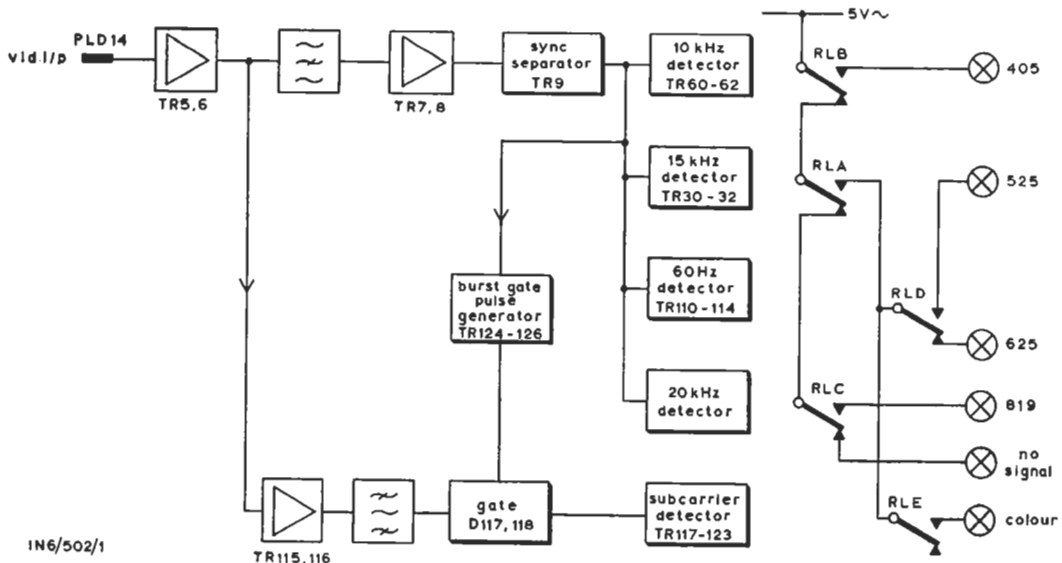 vid.i/p
PLD14
TR5,6
TR7,8
sync
separator
TR9
10 kHz
detector
TR60-62
15 kHz
detector
TR30-32
60Hz
detector
TR110-114
20kHz
detector
burst gate
pulse
generator
TR124-126
TR115,116
gate
D117,118
subcarrier
detector
TR117-123
5V~
RLB
405
RLA
525
RLD
625
RLC
819
no
signal
RLE
colour
IN6/502/1